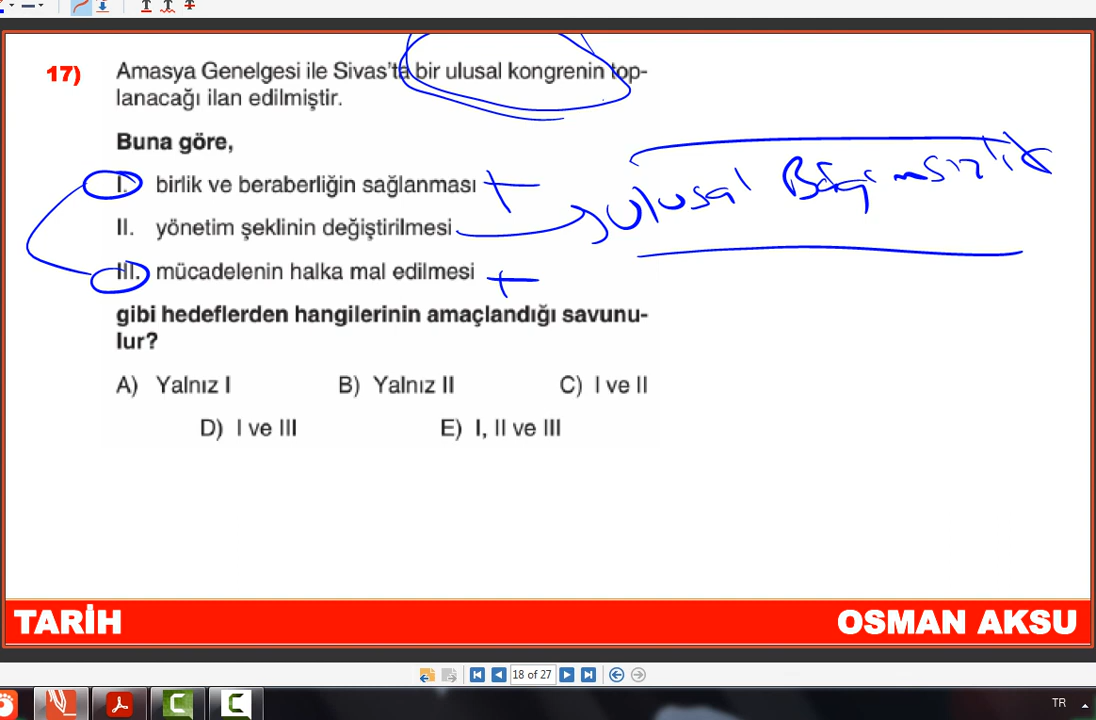 17) Amasya Genelgesi ile Sivas'ta bir ulusal kongrenin top-
lanacağı ilan edilmiştir.
Buna göre,
I. birlik ve beraberliğin sağlanması +
II. yönetim şeklinin değiştirilmesi ulusal Bağımsızlık
III. mücadelenin halka mal edilmesi +
gibi hedeflerden hangilerinin amaçlandığı savunu-
lur?
A) Yalnız I B) Yalnız II C) I ve II
D) I ve III E) I, II ve III
TARİH OSMAN AKSU
18 of 27
TR